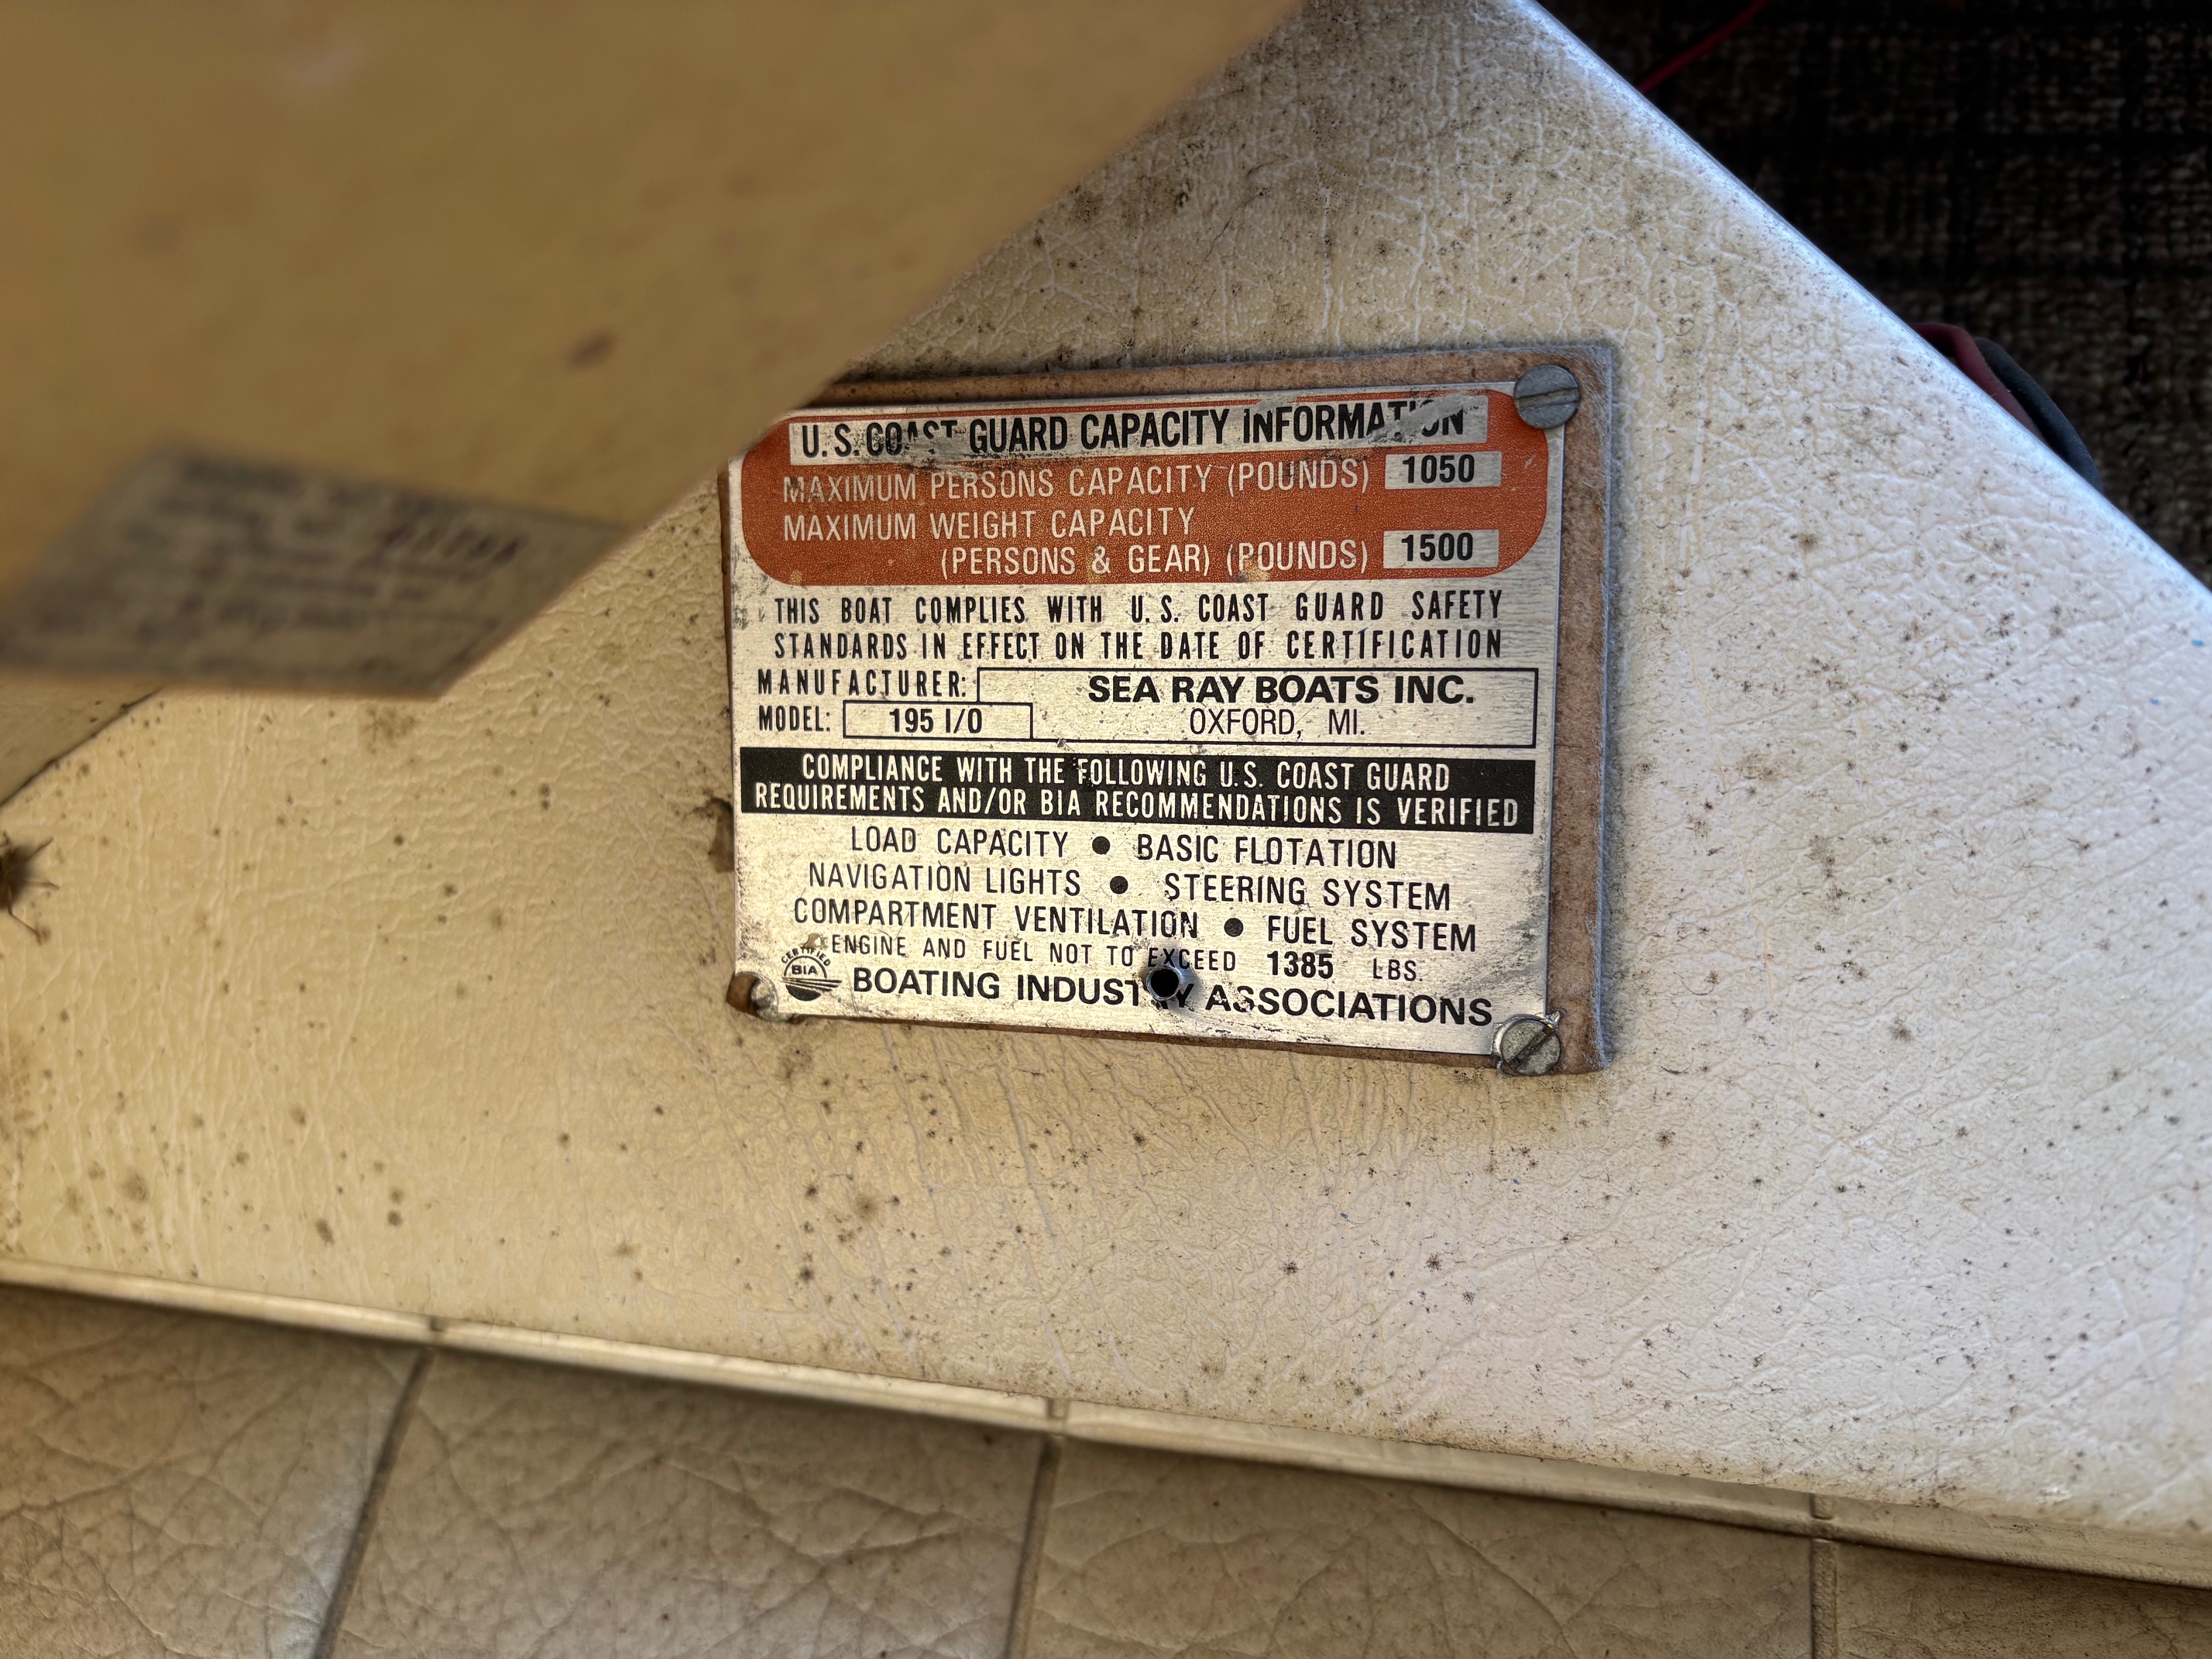 U.S. COAST GUARD CAPACITY INFORMATION
MAXIMUM PERSONS CAPACITY (POUNDS) 1050
MAXIMUM WEIGHT CAPACITY
(PERSONS & GEAR) (POUNDS) 1500
THIS BOAT COMPLIES WITH U.S. COAST GUARD SAFETY
STANDARDS IN EFFECT ON THE DATE OF CERTIFICATION
MANUFACTURER: SEA RAY BOATS INC.
MODEL: 195 I/O OXFORD, MI.
COMPLIANCE WITH THE FOLLOWING U.S. COAST GUARD
REQUIREMENTS AND/OR BIA RECOMMENDATIONS IS VERIFIED
LOAD CAPACITY ● BASIC FLOTATION
NAVIGATION LIGHTS ● STEERING SYSTEM
COMPARTMENT VENTILATION ● FUEL SYSTEM
ENGINE AND FUEL NOT TO EXCEED 1385 LBS.
CERTIFIED BIA BOATING INDUSTRY ASSOCIATIONS